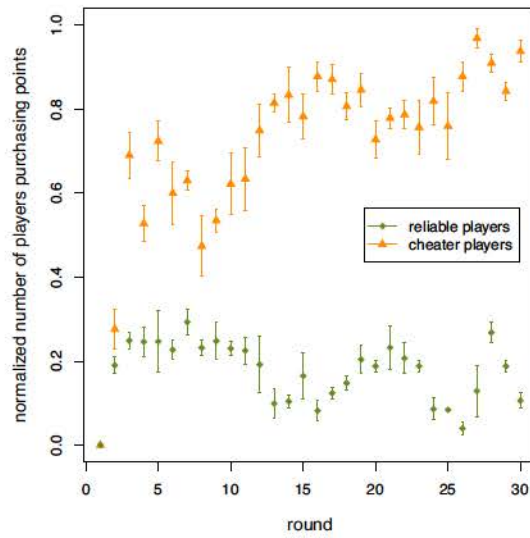 normalized number of players purchasing points
1.0
0.8
0.6
0.4
0.2
0.0
reliable players
cheater players
0 5 10 15 20 25 30
round